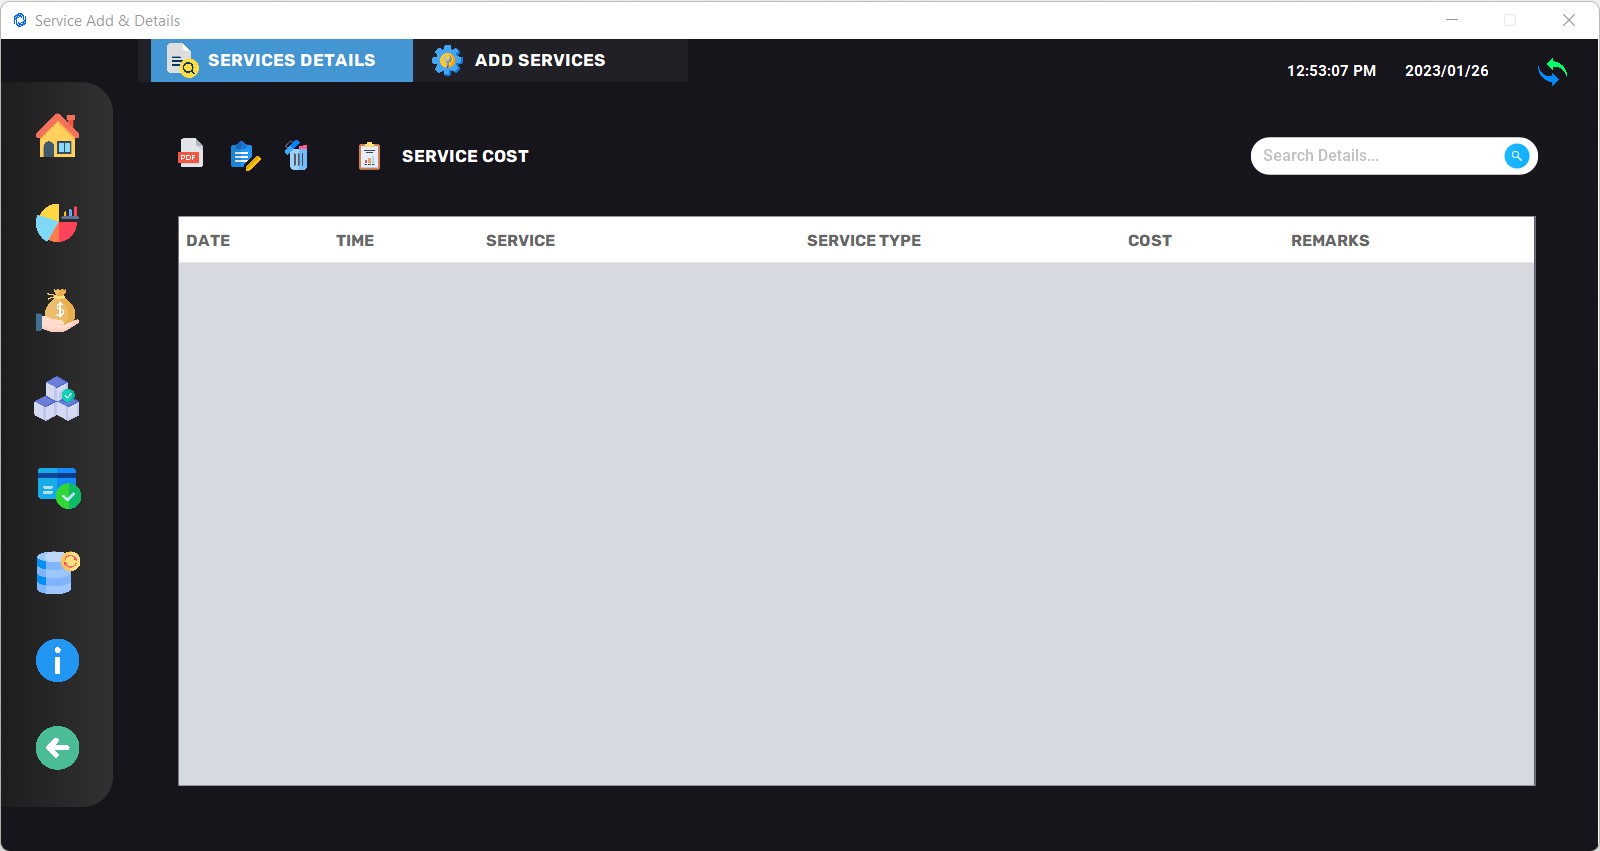 Service Add & Details
SERVICES DETAILS
ADD SERVICES
12:53:07 PM
2023/01/26
PDF
SERVICE COST
Search Details...
DATE
TIME
SERVICE
SERVICE TYPE
COST
REMARKS